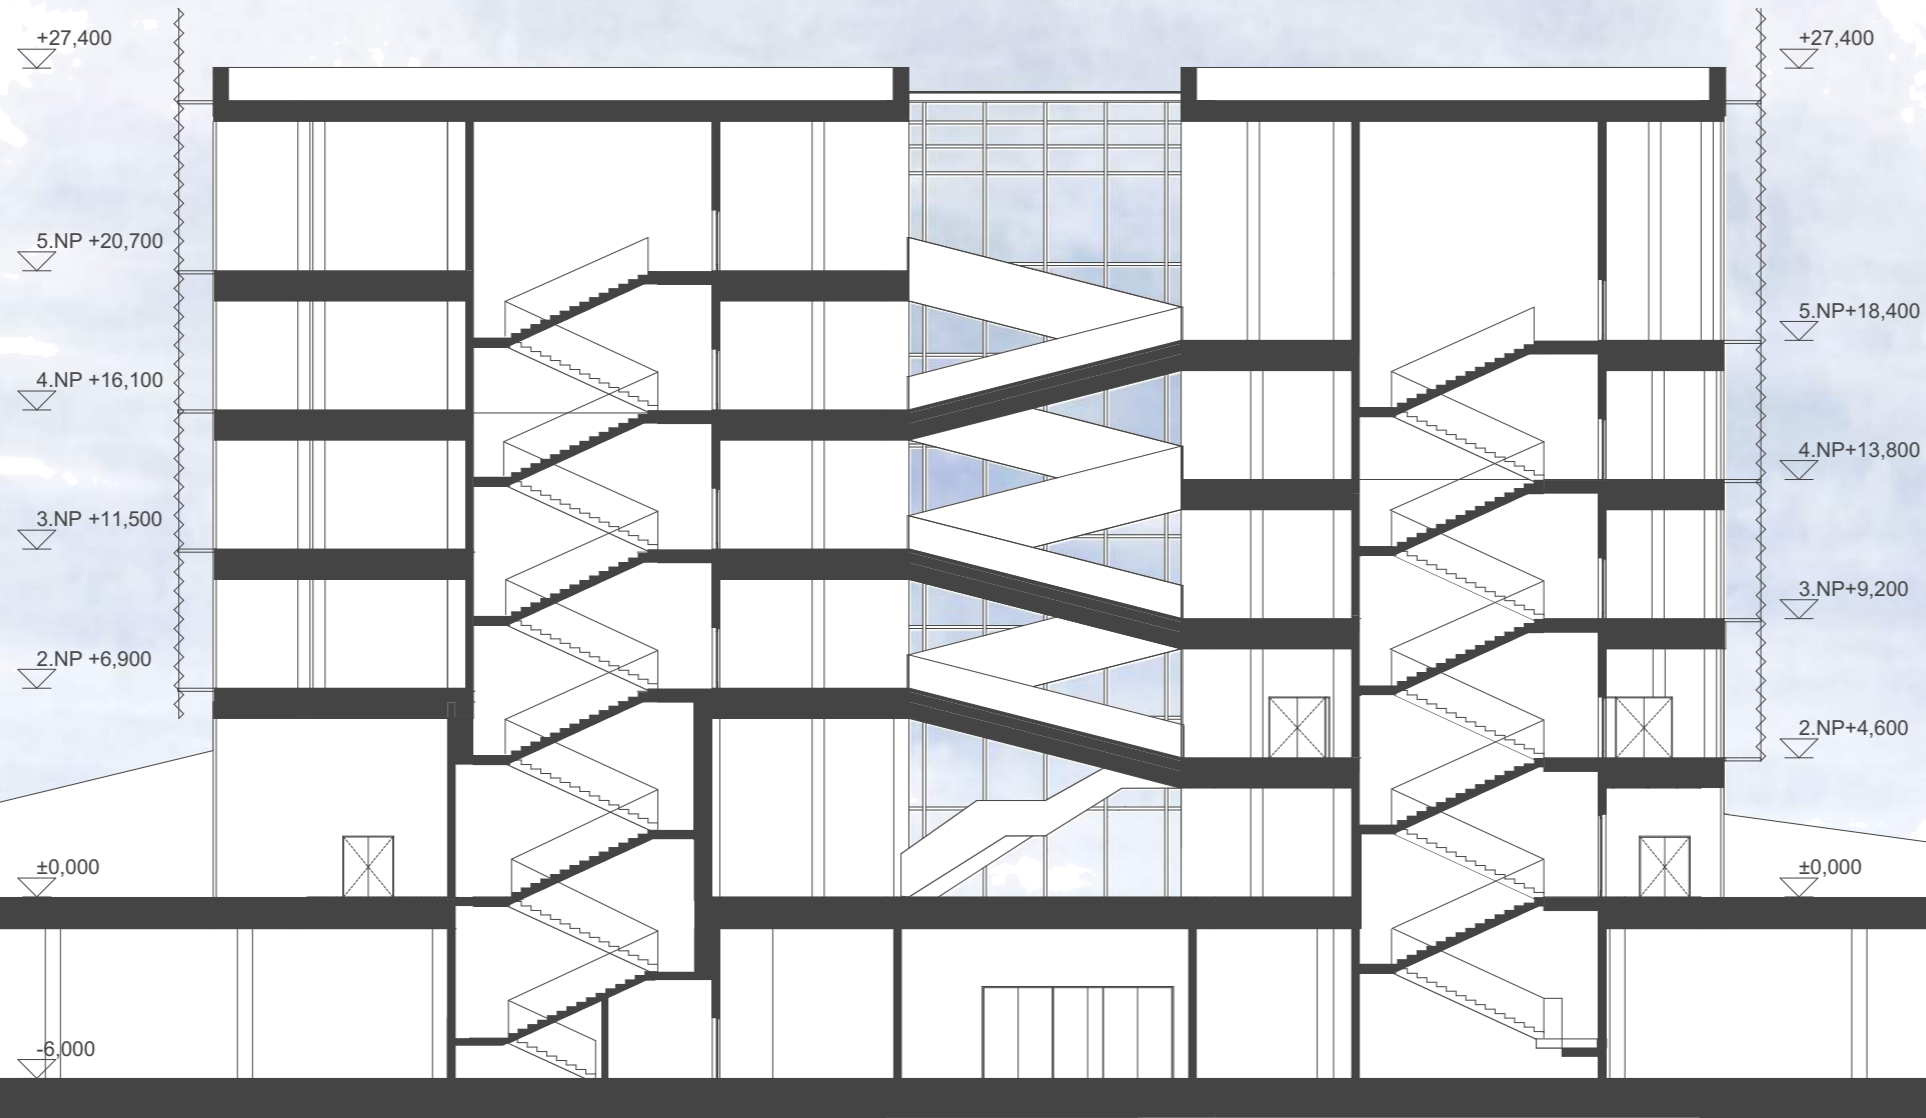 +27,400
5.NP +20,700
4.NP +16,100
3.NP +11,500
2.NP +6,900
±0,000
-6,000
+27,400
5.NP+18,400
4.NP+13,800
3.NP+9,200
2.NP+4,600
±0,000